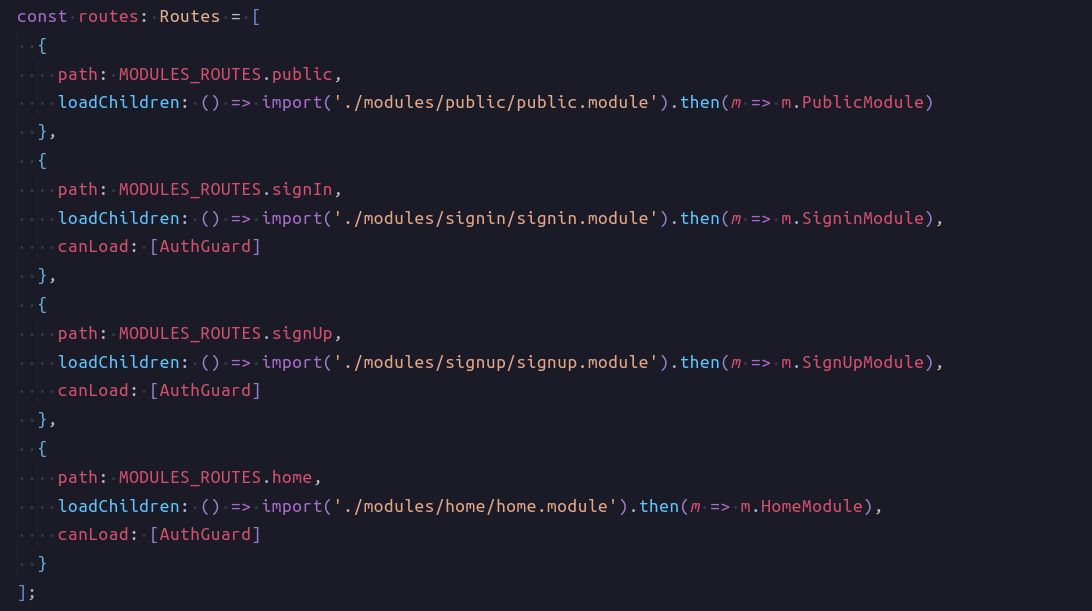 const routes: Routes = [
  {
    path: MODULES_ROUTES.public,
    loadChildren: () => import('./modules/public/public.module').then(m => m.PublicModule)
  },
  {
    path: MODULES_ROUTES.signIn,
    loadChildren: () => import('./modules/signin/signin.module').then(m => m.SigninModule),
    canLoad: [AuthGuard]
  },
  {
    path: MODULES_ROUTES.signUp,
    loadChildren: () => import('./modules/signup/signup.module').then(m => m.SignUpModule),
    canLoad: [AuthGuard]
  },
  {
    path: MODULES_ROUTES.home,
    loadChildren: () => import('./modules/home/home.module').then(m => m.HomeModule),
    canLoad: [AuthGuard]
  }
];